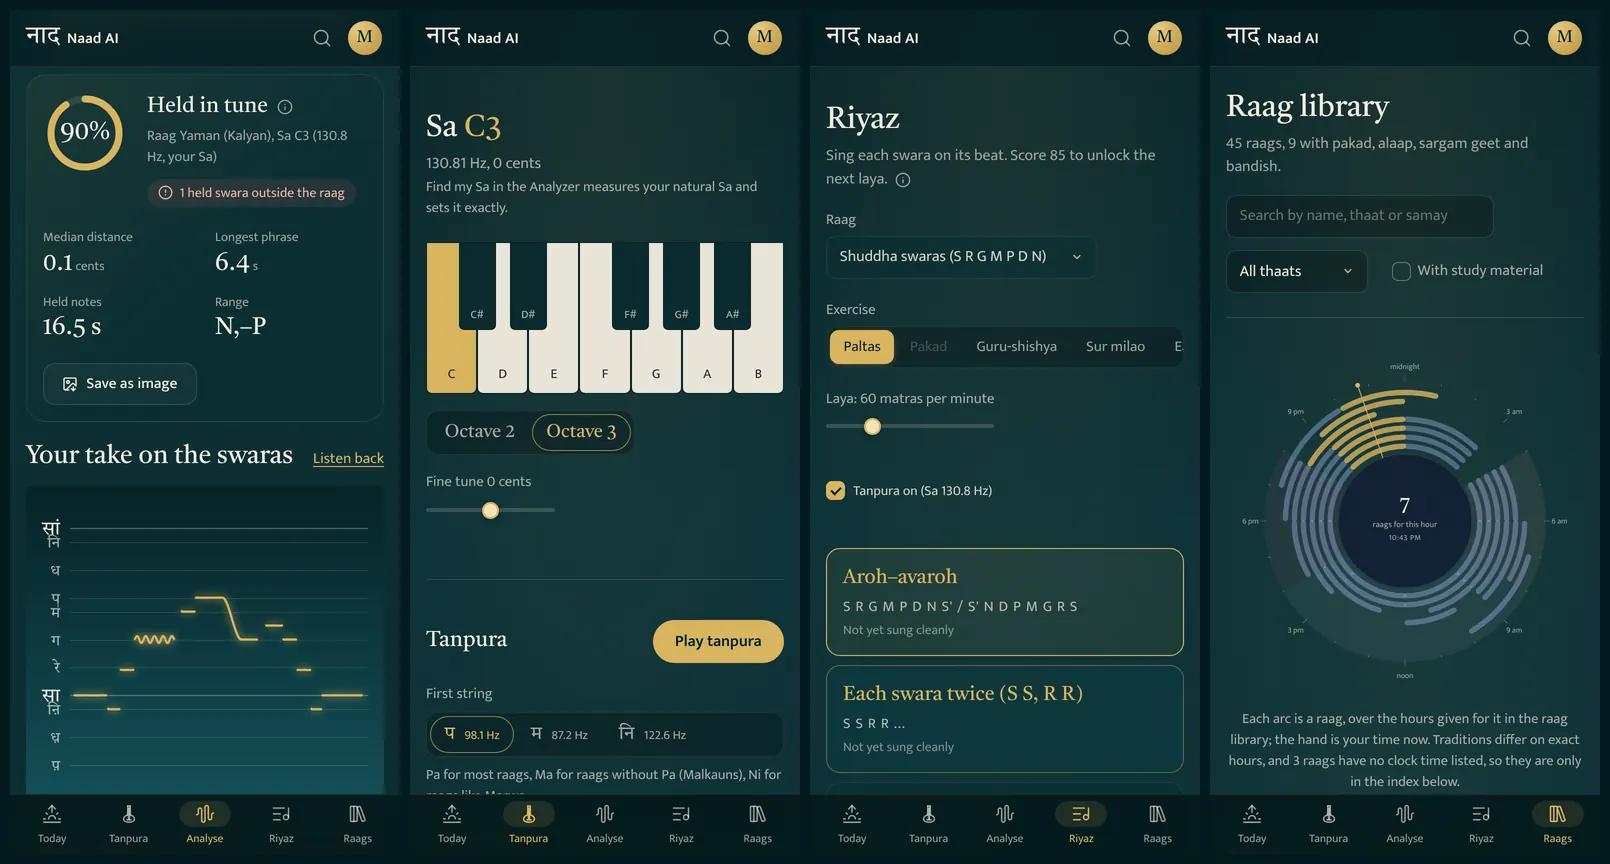 नाद Naad AI
M
90%
Held in tune
Raag Yaman (Kalyan), Sa C3 (130.8
Hz, your Sa)
1 held swara outside the raag
Median distance
0.1 cents
Longest phrase
6.4 s
Held notes
16.5 s
Range
N,–P
Save as image
Your take on the swaras
Listen back
सां
नि
ध
प
म
ग
रे
सा
नि़
ध़
प़
Today
Tanpura
Analyse
Riyaz
Raags
नाद Naad AI
M
Sa C3
130.81 Hz, 0 cents
Find my Sa in the Analyzer measures your natural Sa and
sets it exactly.
C# D# F# G# A#
C D E F G A B
Octave 2 Octave 3
Fine tune 0 cents
Tanpura
Play tanpura
First string
प 98.1 Hz म 87.2 Hz नि 122.6 Hz
Pa for most raags, Ma for raags without Pa (Malkauns), Ni for
Today
Tanpura
Analyse
Riyaz
Raags
नाद Naad AI
M
Riyaz
Sing each swara on its beat. Score 85 to unlock the
next laya.
Raag
Shuddha swaras (S R G M P D N)
Exercise
Paltas Pakad Guru-shishya Sur milao
Laya: 60 matras per minute
Tanpura on (Sa 130.8 Hz)
Aroh–avaroh
S R G M P D N S' / S' N D P M G R S
Not yet sung cleanly
Each swara twice (S S, R R)
S S R R ...
Not yet sung cleanly
Today
Tanpura
Analyse
Riyaz
Raags
नाद Naad AI
M
Raag library
45 raags, 9 with pakad, alaap, sargam geet and
bandish.
Search by name, thaat or samay
All thaats
With study material
midnight
9 pm
3 am
6 pm
7
raags for this hour
10:43 PM
6 am
3 pm
9 am
noon
Each arc is a raag, over the hours given for it in the raag
library; the hand is your time now. Traditions differ on exact
hours, and 3 raags have no clock time listed, so they are only
in the index below.
Today
Tanpura
Analyse
Riyaz
Raags